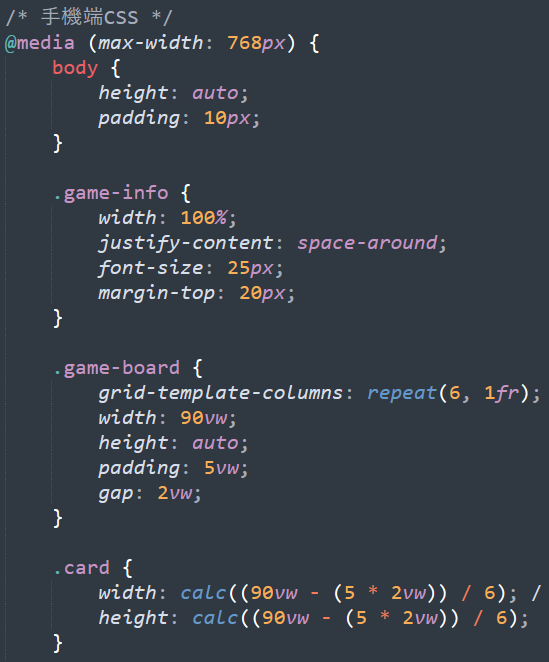 /* 手機端CSS */
@media (max-width: 768px) {
    body {
        height: auto;
        padding: 10px;
    }

    .game-info {
        width: 100%;
        justify-content: space-around;
        font-size: 25px;
        margin-top: 20px;
    }

    .game-board {
        grid-template-columns: repeat(6, 1fr);
        width: 90vw;
        height: auto;
        padding: 5vw;
        gap: 2vw;
    }

    .card {
        width: calc((90vw - (5 * 2vw)) / 6); /
        height: calc((90vw - (5 * 2vw)) / 6);
    }